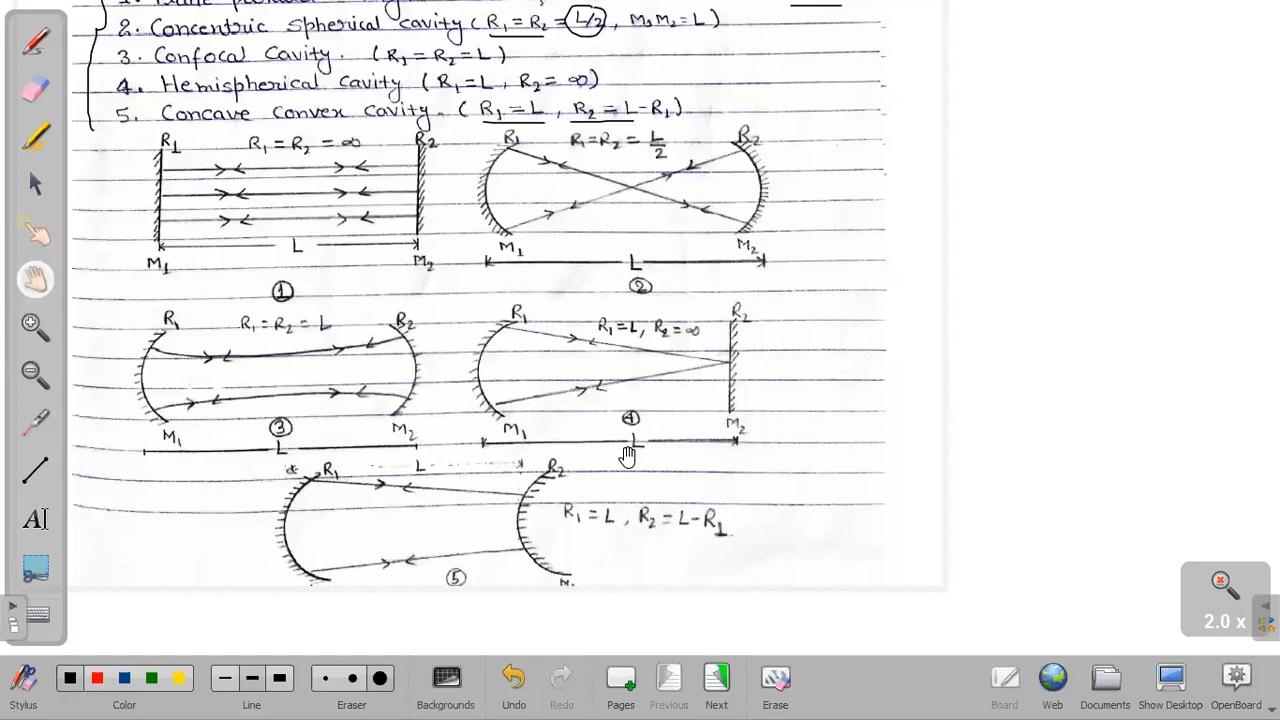 2. Concentric spherical cavity ( R1 = R2 = L/2, M1M2 = L )
3. Confocal Cavity. ( R1 = R2 = L )
4. Hemispherical cavity ( R1 = L, R2 = ∞ )
5. Concave convex cavity. ( R1 = L, R2 = L-R1 )
R1 R1 = R2 = ∞ R2
R1 R1 = R2 = L/2 R2
L
M1 M2
M1 M2
L
①
②
R1 R1 = R2 = L R2
R1 R1 = L, R2 = ∞ R2
M1 ③ M2
M1 ④ M2
L
L
* R1 L R2
R1 = L, R2 = L-R1
⑤
2.0 x
Stylus
Color
Line
Eraser
Backgrounds
Undo
Redo
Pages
Previous
Next
Erase
Board
Web
Documents
Show Desktop
OpenBoard